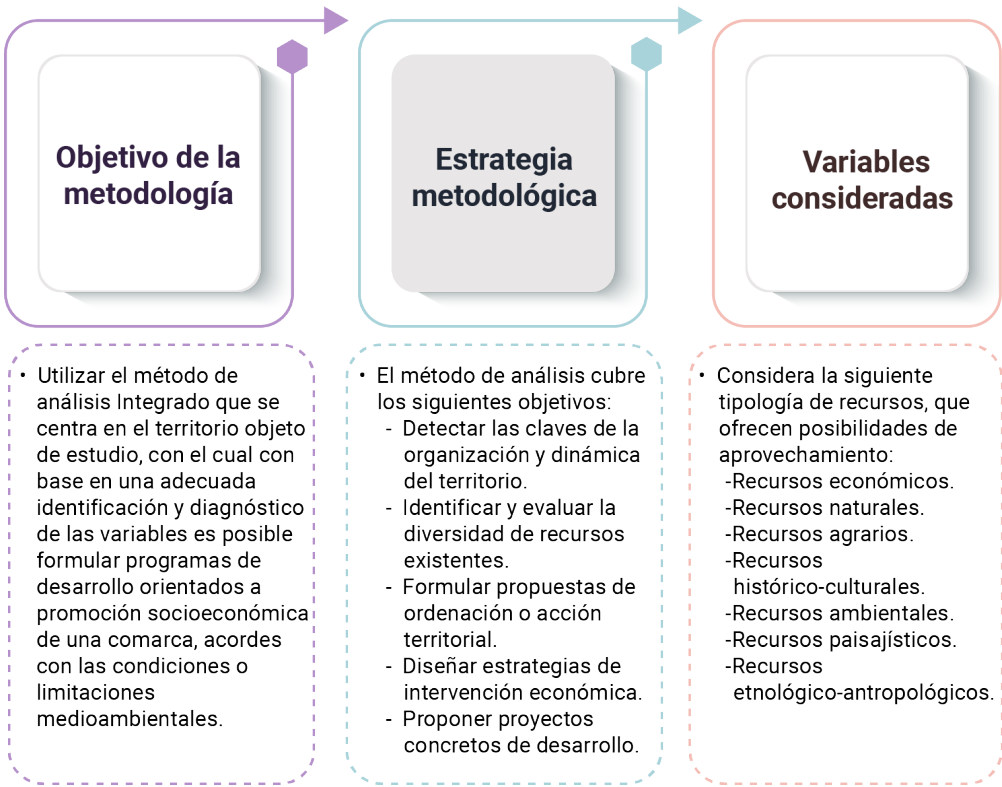 Objetivo de la
metodología
Estrategia
metodológica
Variables
consideradas
• Utilizar el método de
análisis Integrado que se
centra en el territorio objeto
de estudio, con el cual con
base en una adecuada
identificación y diagnóstico
de las variables es posible
formular programas de
desarrollo orientados a
promoción socioeconómica
de una comarca, acordes
con las condiciones o
limitaciones
medioambientales.
• El método de análisis cubre
los siguientes objetivos:
- Detectar las claves de la
organización y dinámica
del territorio.
- Identificar y evaluar la
diversidad de recursos
existentes.
- Formular propuestas de
ordenación o acción
territorial.
- Diseñar estrategias de
intervención económica.
- Proponer proyectos
concretos de desarrollo.
• Considera la siguiente
tipología de recursos, que
ofrecen posibilidades de
aprovechamiento:
-Recursos económicos.
-Recursos naturales.
-Recursos agrarios.
-Recursos
histórico-culturales.
-Recursos ambientales.
-Recursos paisajísticos.
-Recursos
etnológico-antropológicos.